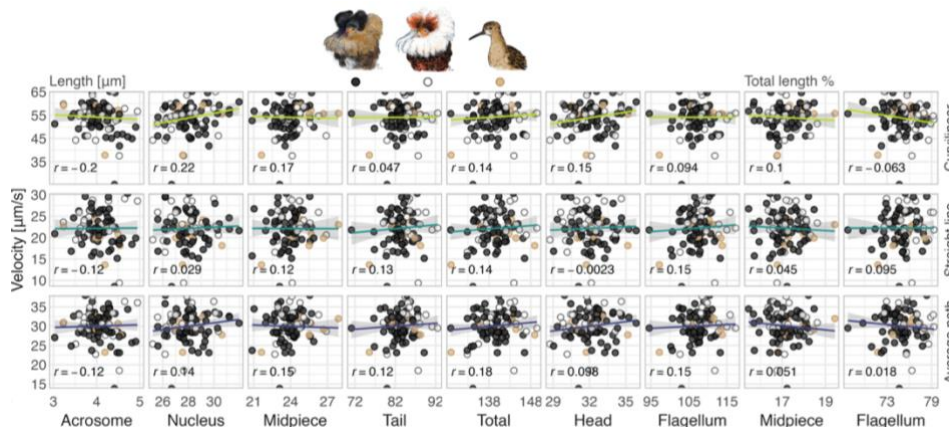 Length [µm]
Total length %
Velocity [µm/s]
65
55
45
35
r = −0.2
r = 0.22
r = 0.17
r = 0.047
r = 0.14
r = 0.15
r = 0.094
r = 0.1
r = −0.063
30
25
20
15
10
r = −0.12
r = 0.029
r = 0.12
r = 0.13
r = 0.14
r = −0.0023
r = 0.15
r = 0.045
r = 0.095
35
30
25
20
15
r = −0.12
r = 0.14
r = 0.15
r = 0.12
r = 0.18
r = 0.098
r = 0.15
r = 0.051
r = 0.018
3 4 5 26 28 30 21 24 27 72 82 92 138 148 29 32 35 95 105 115 17 19 73 79
Acrosome Nucleus Midpiece Tail Total Head Flagellum Midpiece Flagellum